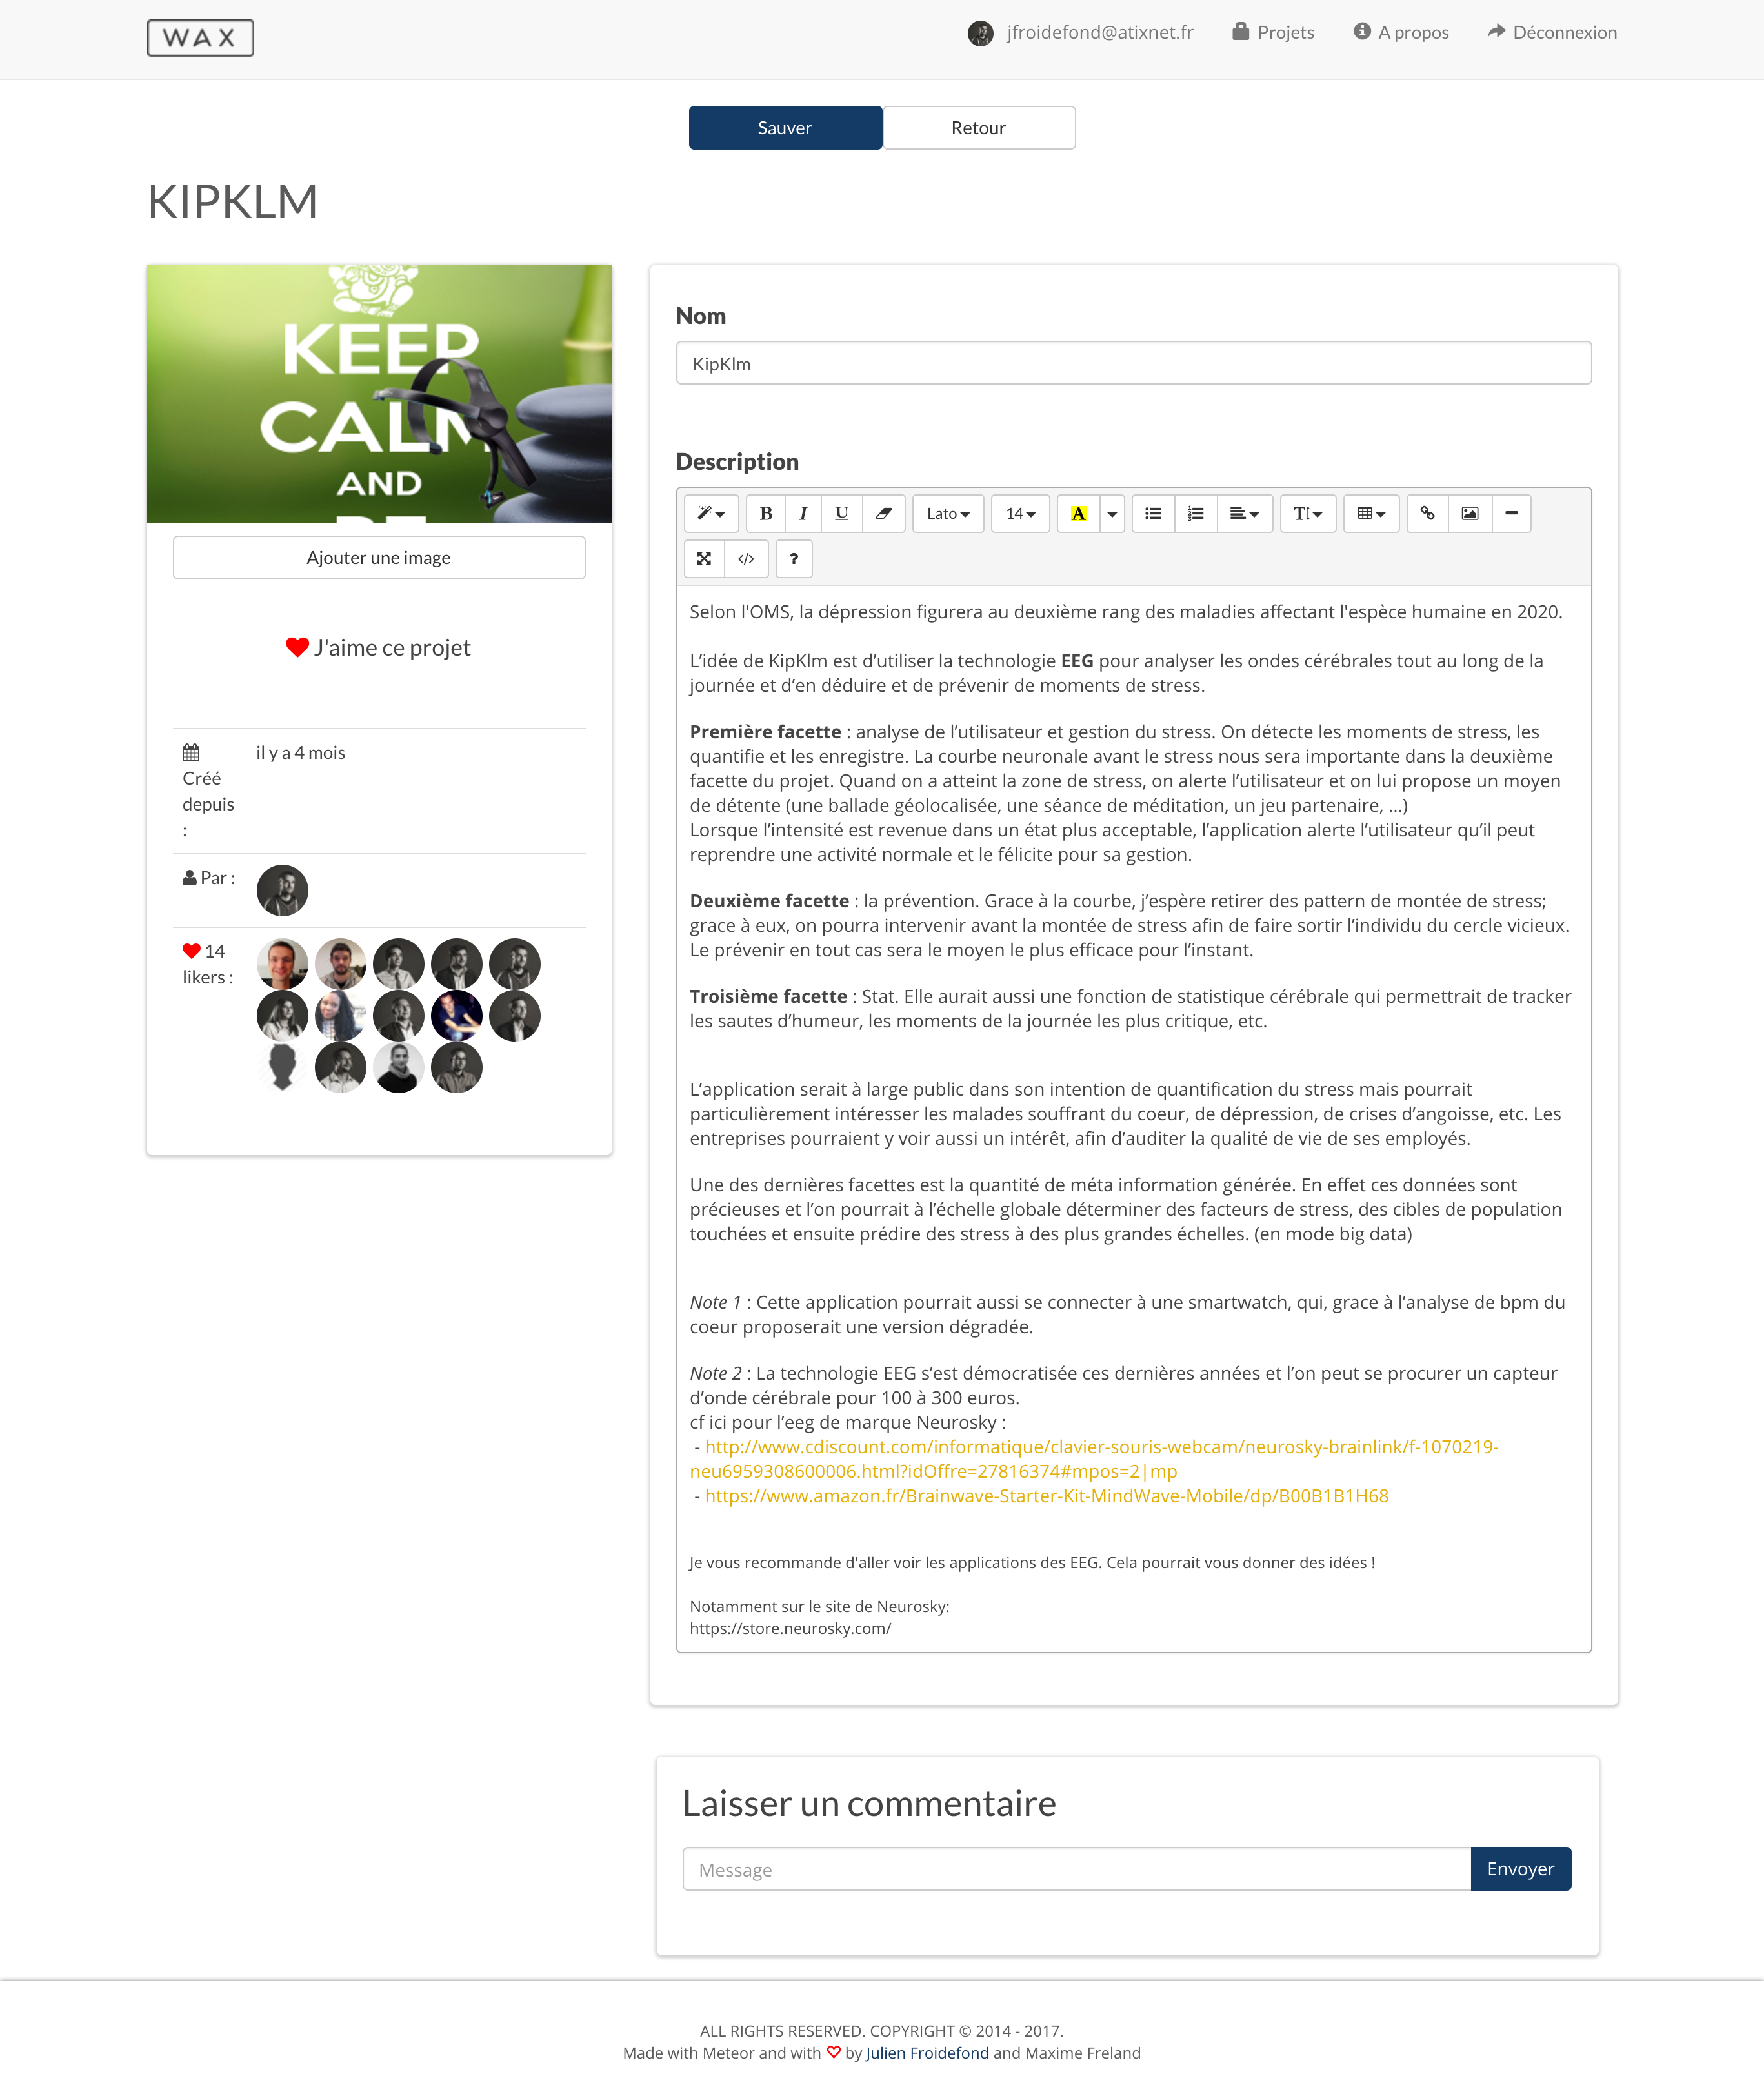 WAX
jfroidefond@atixnet.fr Projets A propos Déconnexion
Sauver Retour
KIPKLM
KEEP
CALM
AND
Ajouter une image
J'aime ce projet
Créé depuis : il y a 4 mois
Par :
14 likers :
Nom
KipKlm
Description
B I U Lato 14 A T
</> ?
Selon l'OMS, la dépression figurera au deuxième rang des maladies affectant l'espèce humaine en 2020.
L’idée de KipKlm est d’utiliser la technologie EEG pour analyser les ondes cérébrales tout au long de la
journée et d’en déduire et de prévenir de moments de stress.
Première facette : analyse de l’utilisateur et gestion du stress. On détecte les moments de stress, les
quantifie et les enregistre. La courbe neuronale avant le stress nous sera importante dans la deuxième
facette du projet. Quand on a atteint la zone de stress, on alerte l’utilisateur et on lui propose un moyen
de détente (une ballade géolocalisée, une séance de méditation, un jeu partenaire, ...)
Lorsque l’intensité est revenue dans un état plus acceptable, l’application alerte l’utilisateur qu’il peut
reprendre une activité normale et le félicite pour sa gestion.
Deuxième facette : la prévention. Grace à la courbe, j’espère retirer des pattern de montée de stress;
grace à eux, on pourra intervenir avant la montée de stress afin de faire sortir l’individu du cercle vicieux.
Le prévenir en tout cas sera le moyen le plus efficace pour l’instant.
Troisième facette : Stat. Elle aurait aussi une fonction de statistique cérébrale qui permettrait de tracker
les sautes d’humeur, les moments de la journée les plus critique, etc.
L’application serait à large public dans son intention de quantification du stress mais pourrait
particulièrement intéresser les malades souffrant du coeur, de dépression, de crises d’angoisse, etc. Les
entreprises pourraient y voir aussi un intérêt, afin d’auditer la qualité de vie de ses employés.
Une des dernières facettes est la quantité de méta information générée. En effet ces données sont
précieuses et l’on pourrait à l’échelle globale déterminer des facteurs de stress, des cibles de population
touchées et ensuite prédire des stress à des plus grandes échelles. (en mode big data)
Note 1 : Cette application pourrait aussi se connecter à une smartwatch, qui, grace à l’analyse de bpm du
coeur proposerait une version dégradée.
Note 2 : La technologie EEG s’est démocratisée ces dernières années et l’on peut se procurer un capteur
d’onde cérébrale pour 100 à 300 euros.
cf ici pour l’eeg de marque Neurosky :
- http://www.cdiscount.com/informatique/clavier-souris-webcam/neurosky-brainlink/f-1070219-
neu6959308600006.html?idOffre=27816374#mpos=2|mp
- https://www.amazon.fr/Brainwave-Starter-Kit-MindWave-Mobile/dp/B00B1B1H68
Je vous recommande d'aller voir les applications des EEG. Cela pourrait vous donner des idées !
Notamment sur le site de Neurosky:
https://store.neurosky.com/
Laisser un commentaire
Message Envoyer
ALL RIGHTS RESERVED. COPYRIGHT © 2014 - 2017.
Made with Meteor and with by Julien Froidefond and Maxime Freland